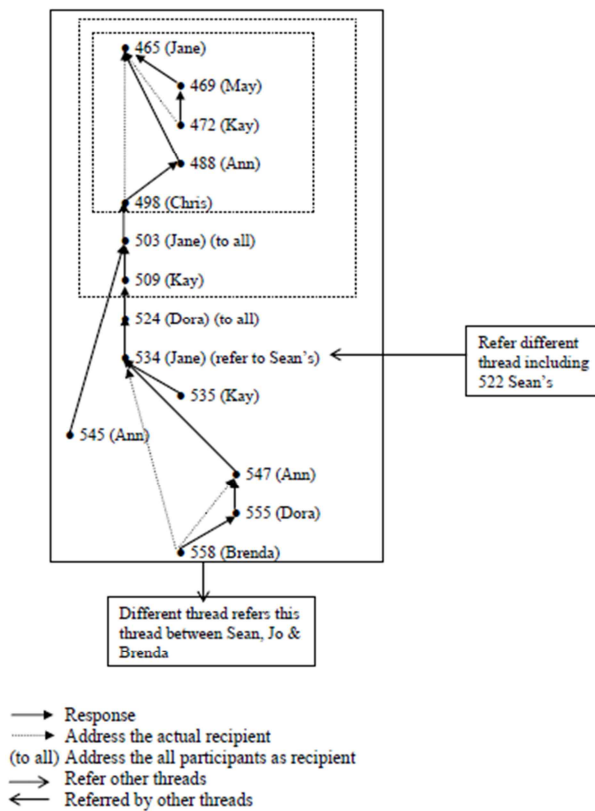 465 (Jane)
469 (May)
472 (Kay)
488 (Ann)
498 (Chris)
503 (Jane) (to all)
509 (Kay)
524 (Dora) (to all)
534 (Jane) (refer to Sean’s)
Refer different
thread including
522 Sean’s
535 (Kay)
545 (Ann)
547 (Ann)
555 (Dora)
558 (Brenda)
Different thread refers this
thread between Sean, Jo &
Brenda
Response
Address the actual recipient
(to all) Address the all participants as recipient
Refer other threads
Referred by other threads